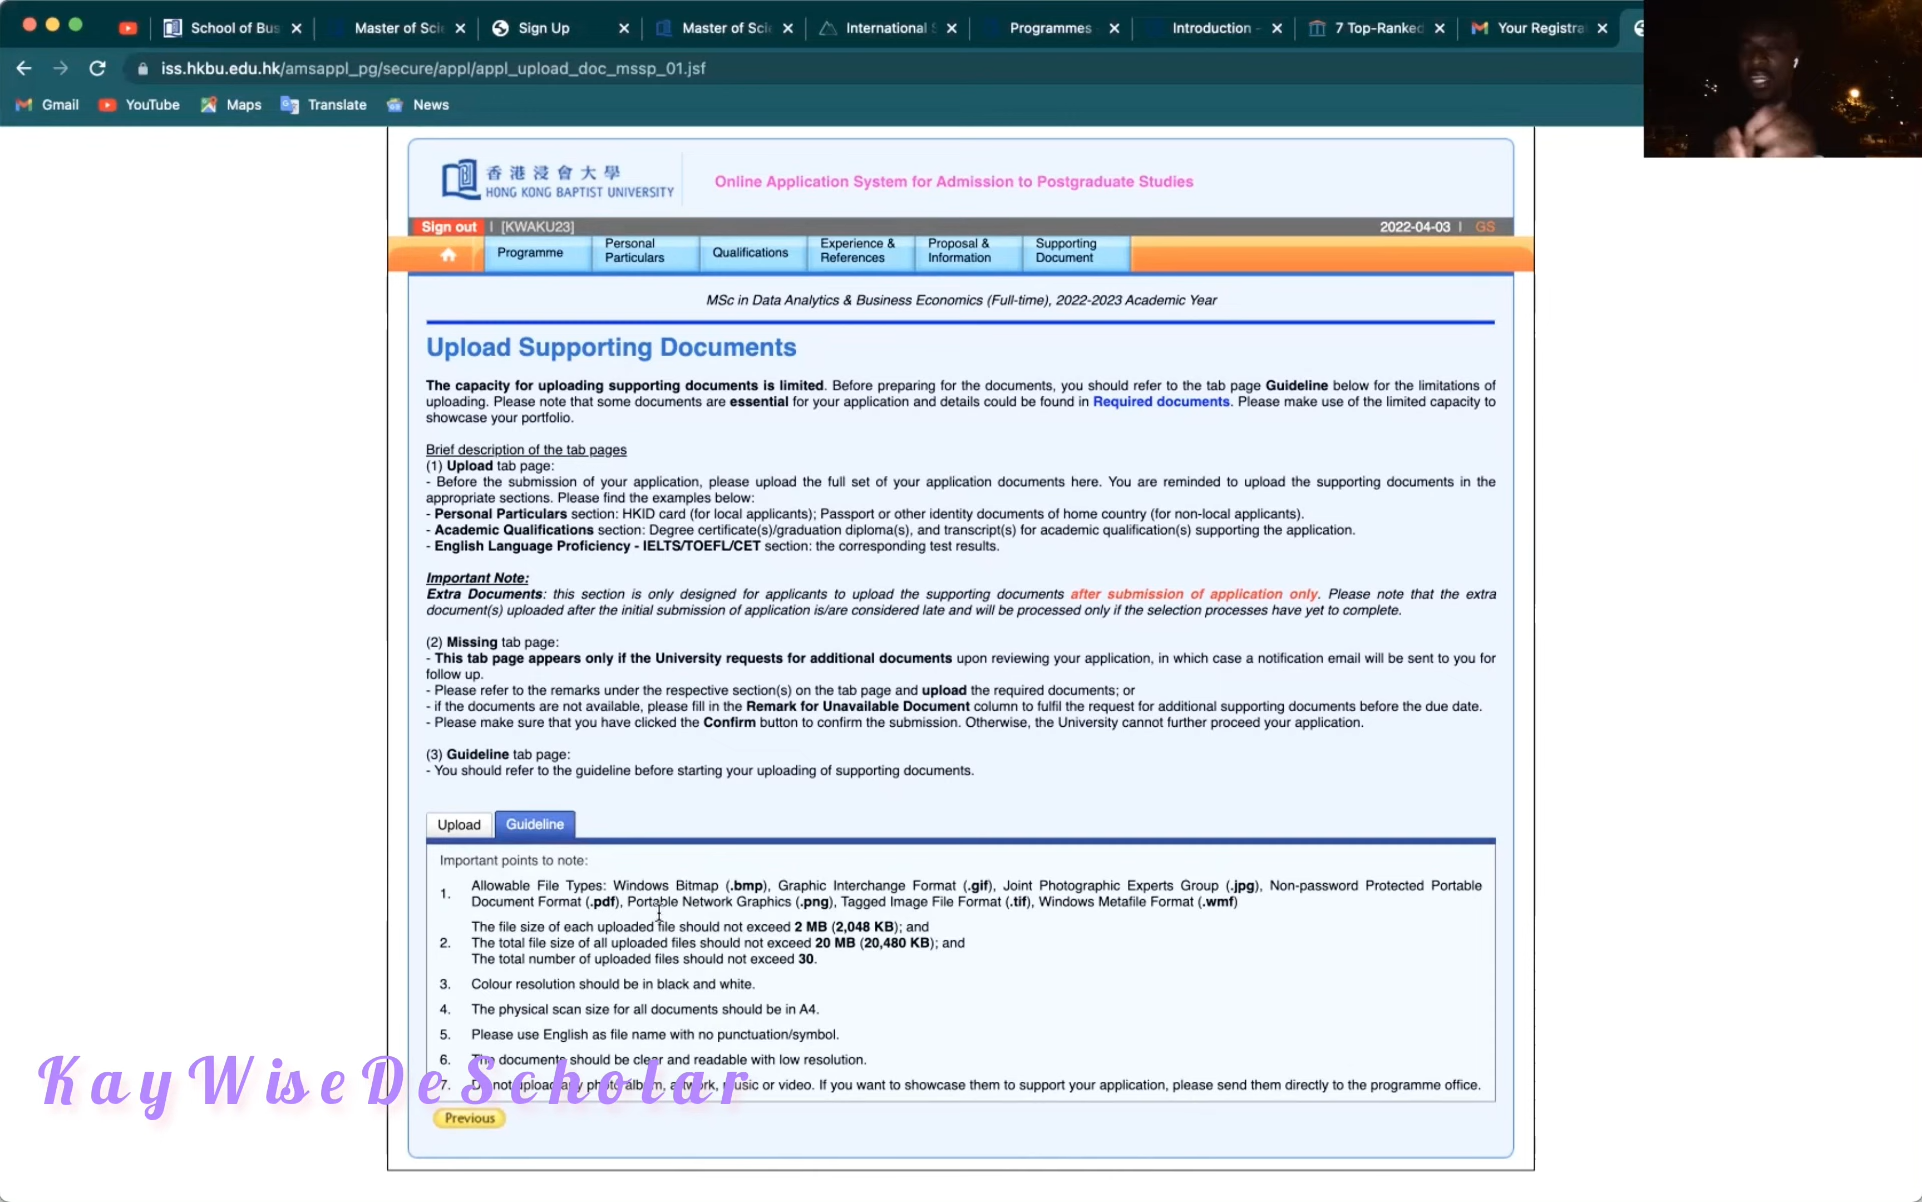 School of Bus
Master of Scie
Sign Up
Master of Scie
International S
Programmes
Introduction -
7 Top-Ranked
Your Registra
iss.hkbu.edu.hk/amsappl_pg/secure/appl/appl_upload_doc_mssp_01.jsf
Gmail
YouTube
Maps
Translate
News
香港浸會大學
HONG KONG BAPTIST UNIVERSITY
Online Application System for Admission to Postgraduate Studies
Sign out | [KWAKU23]
2022-04-03 | GS
Programme
Personal
Particulars
Qualifications
Experience &
References
Proposal &
Information
Supporting
Document
MSc in Data Analytics & Business Economics (Full-time), 2022-2023 Academic Year
Upload Supporting Documents
The capacity for uploading supporting documents is limited. Before preparing for the documents, you should refer to the tab page Guideline below for the limitations of
uploading. Please note that some documents are essential for your application and details could be found in Required documents. Please make use of the limited capacity to
showcase your portfolio.
Brief description of the tab pages
(1) Upload tab page:
- Before the submission of your application, please upload the full set of your application documents here. You are reminded to upload the supporting documents in the
appropriate sections. Please find the examples below:
- Personal Particulars section: HKID card (for local applicants); Passport or other identity documents of home country (for non-local applicants).
- Academic Qualifications section: Degree certificate(s)/graduation diploma(s), and transcript(s) for academic qualification(s) supporting the application.
- English Language Proficiency - IELTS/TOEFL/CET section: the corresponding test results.
Important Note:
Extra Documents: this section is only designed for applicants to upload the supporting documents after submission of application only. Please note that the extra
document(s) uploaded after the initial submission of application is/are considered late and will be processed only if the selection processes have yet to complete.
(2) Missing tab page:
- This tab page appears only if the University requests for additional documents upon reviewing your application, in which case a notification email will be sent to you for
follow up.
- Please refer to the remarks under the respective section(s) on the tab page and upload the required documents; or
- if the documents are not available, please fill in the Remark for Unavailable Document column to fulfil the request for additional supporting documents before the due date.
- Please make sure that you have clicked the Confirm button to confirm the submission. Otherwise, the University cannot further proceed your application.
(3) Guideline tab page:
- You should refer to the guideline before starting your uploading of supporting documents.
Upload
Guideline
Important points to note:
1. Allowable File Types: Windows Bitmap (.bmp), Graphic Interchange Format (.gif), Joint Photographic Experts Group (.jpg), Non-password Protected Portable
Document Format (.pdf), Portable Network Graphics (.png), Tagged Image File Format (.tif), Windows Metafile Format (.wmf)
The file size of each uploaded file should not exceed 2 MB (2,048 KB); and
2. The total file size of all uploaded files should not exceed 20 MB (20,480 KB); and
The total number of uploaded files should not exceed 30.
3. Colour resolution should be in black and white.
4. The physical scan size for all documents should be in A4.
5. Please use English as file name with no punctuation/symbol.
6. The documents should be clear and readable with low resolution.
7. Do not upload any photo album, artwork, music or video. If you want to showcase them to support your application, please send them directly to the programme office.
KayWiseDeScholar
Previous